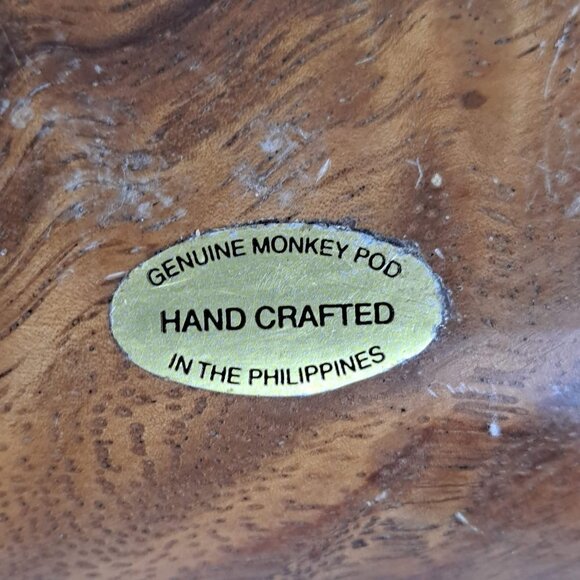 GENUINE MONKEY POD
HAND CRAFTED
IN THE PHILIPPINES